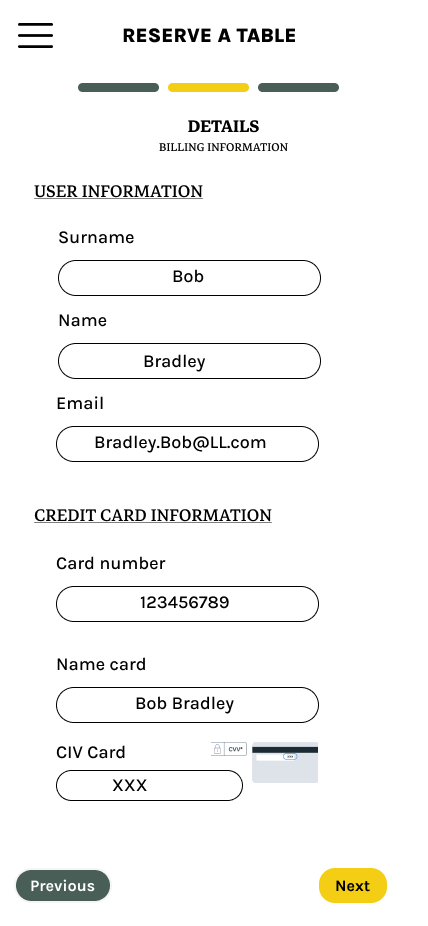 RESERVE A TABLE
DETAILS
BILLING INFORMATION
USER INFORMATION
Surname
Bob
Name
Bradley
Email
Bradley.Bob@LL.com
CREDIT CARD INFORMATION
Card number
123456789
Name card
Bob Bradley
CIV Card
CVV*
XXX
Previous
Next